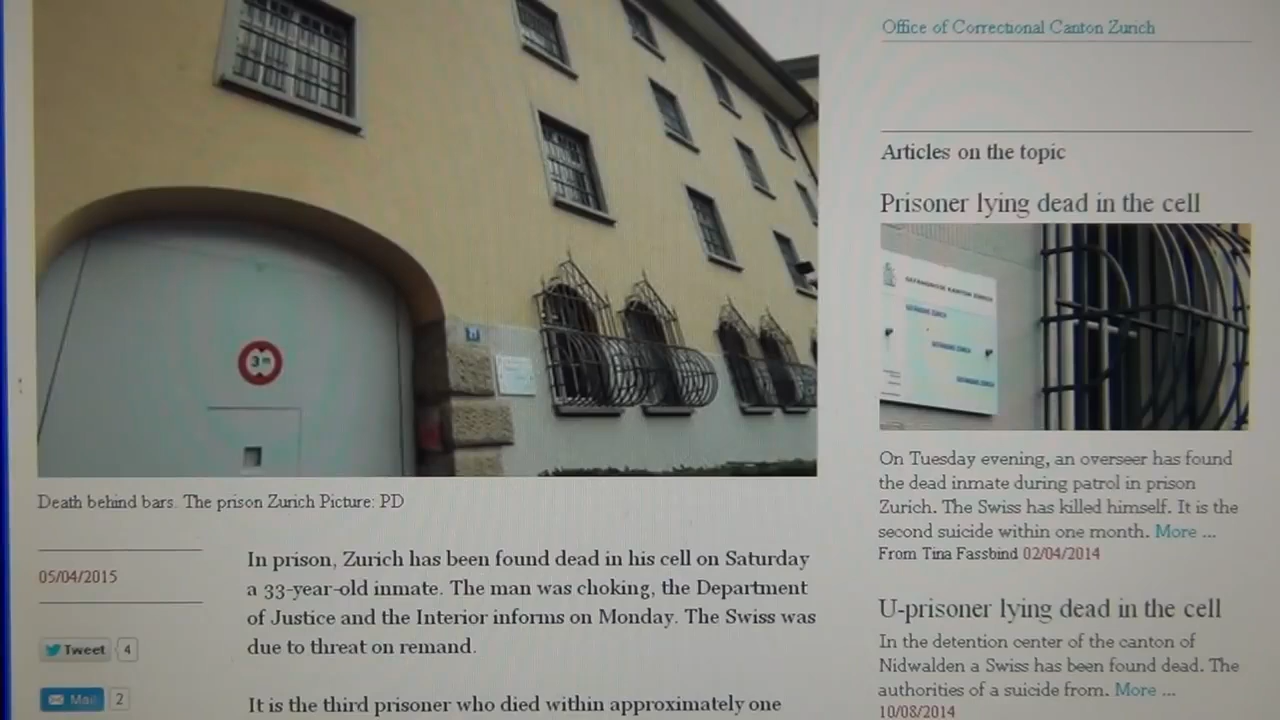 3m
Death behind bars. The prison Zurich Picture: PD
05/04/2015
Tweet 4
Mail 2
In prison, Zurich has been found dead in his cell on Saturday
a 33-year-old inmate. The man was choking, the Department
of Justice and the Interior informs on Monday. The Swiss was
due to threat on remand.
It is the third prisoner who died within approximately one
Office of Correctional Canton Zurich
Articles on the topic
Prisoner lying dead in the cell
GEFÄNGNISSE KANTON ZÜRICH
On Tuesday evening, an overseer has found
the dead inmate during patrol in prison
Zurich. The Swiss has killed himself. It is the
second suicide within one month. More ...
From Tina Fassbind 02/04/2014
U-prisoner lying dead in the cell
In the detention center of the canton of
Nidwalden a Swiss has been found dead. The
authorities of a suicide from. More ...
10/08/2014